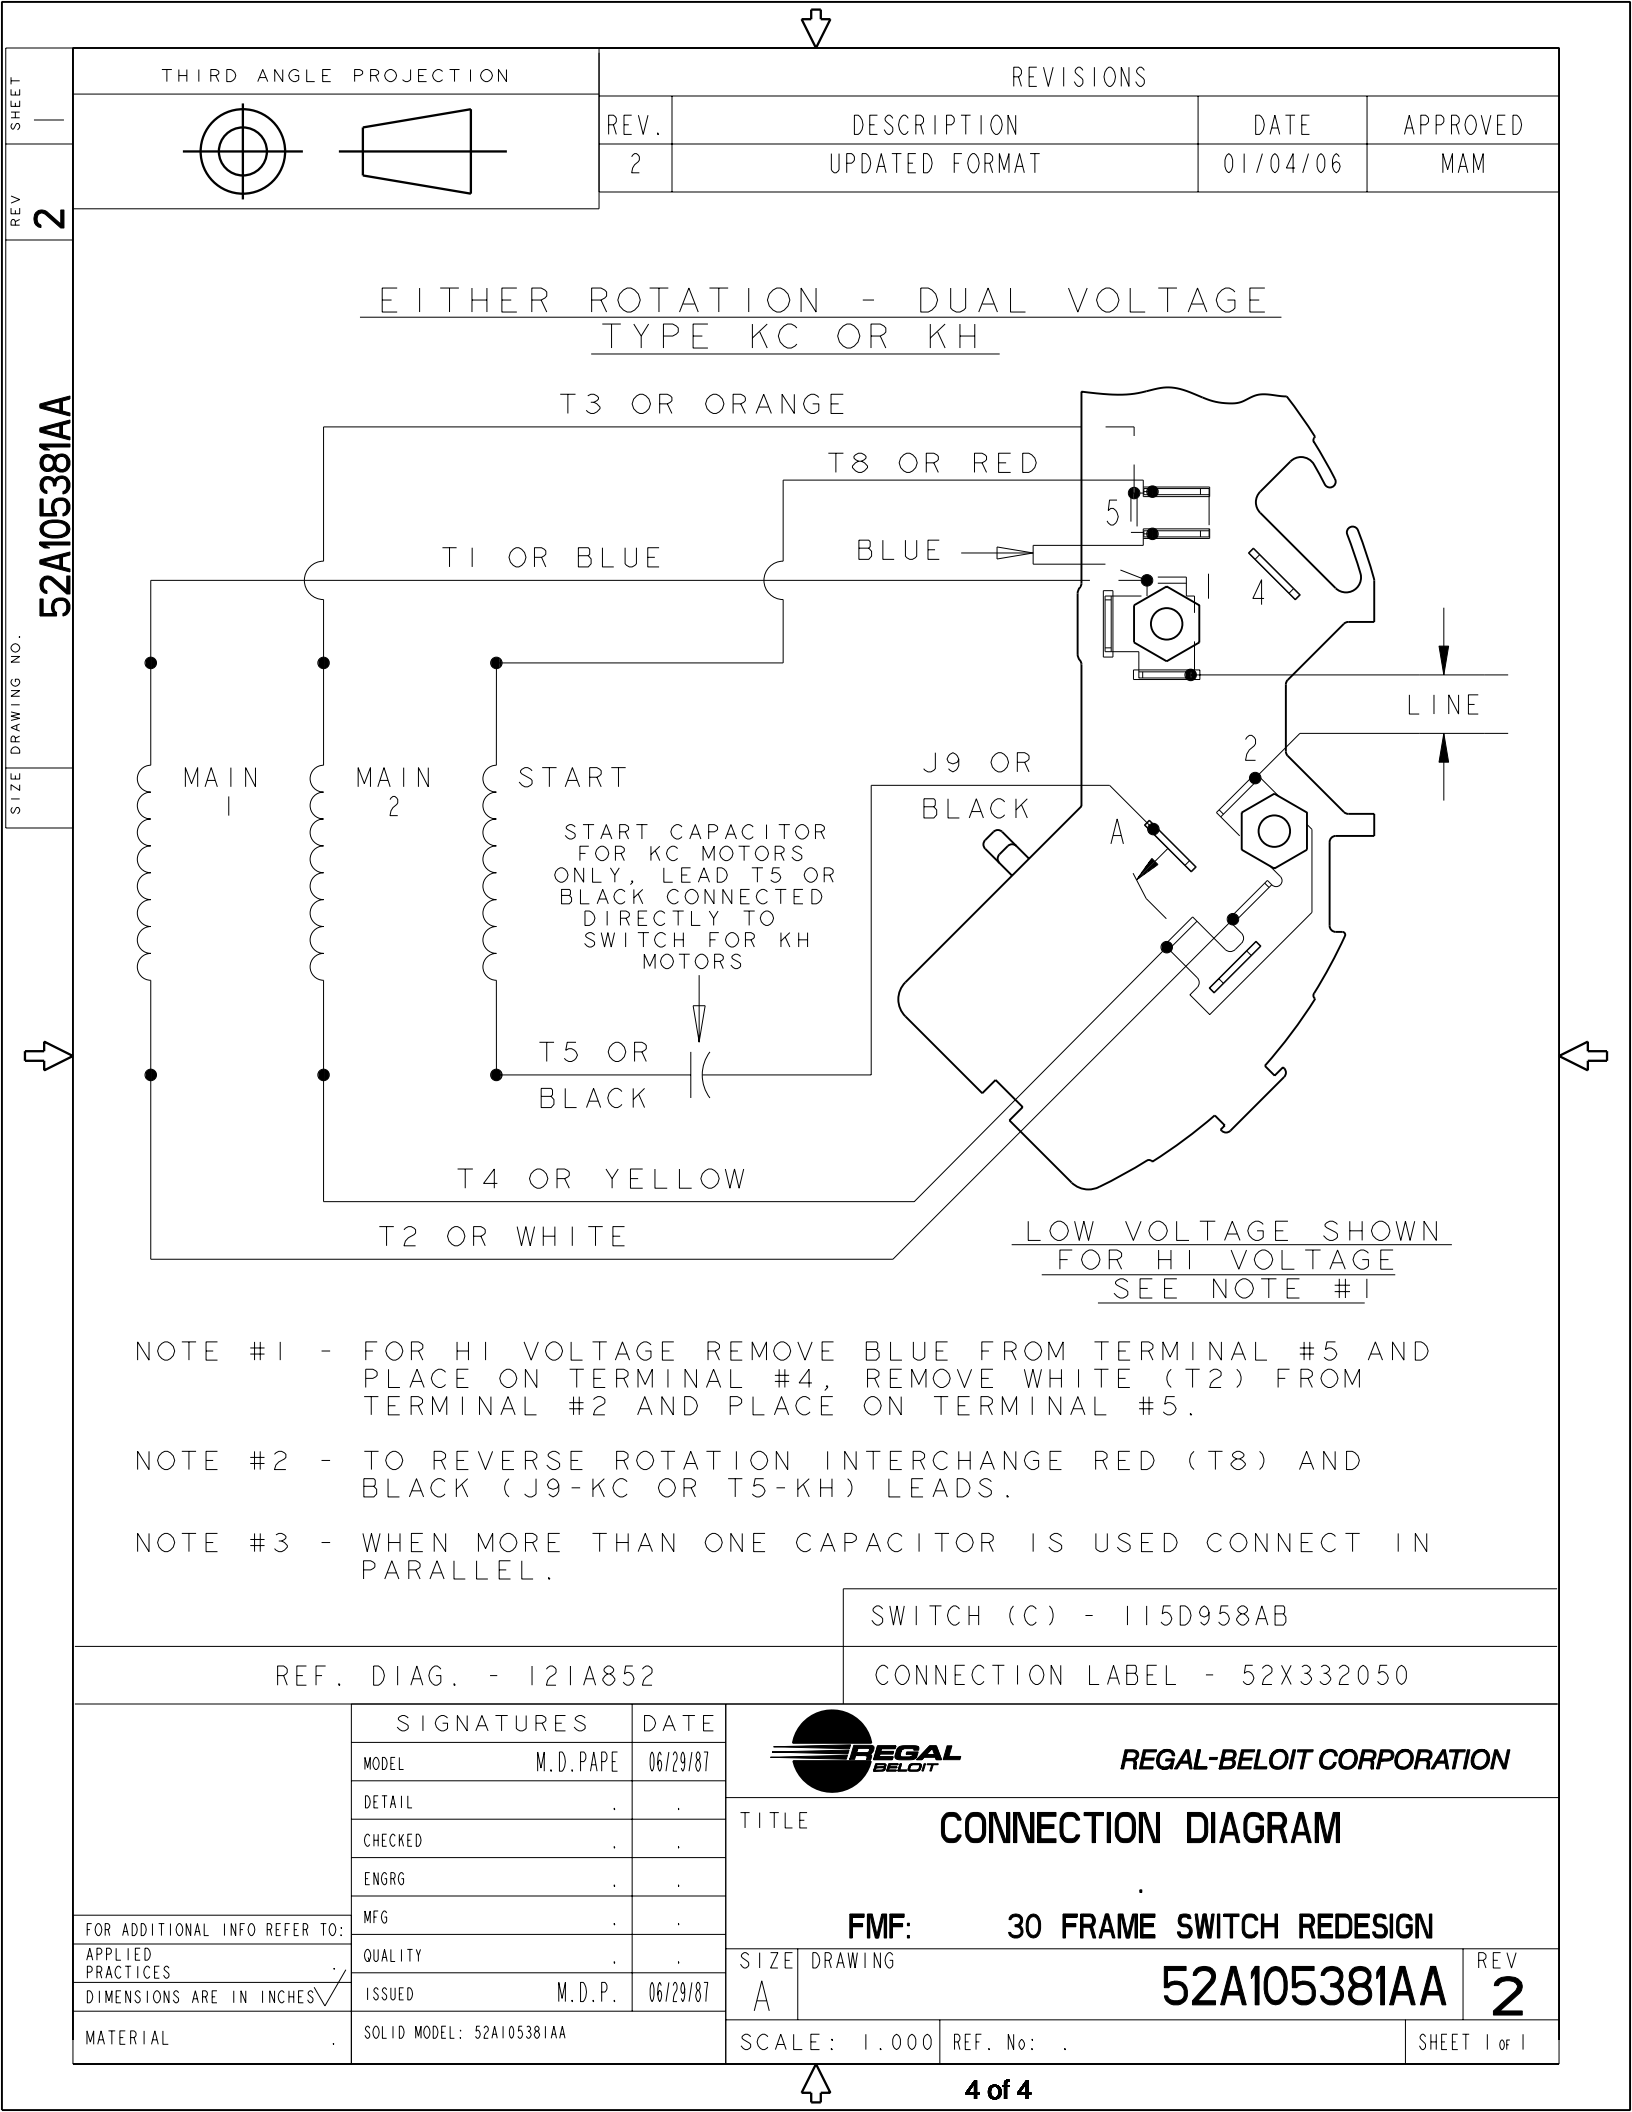 THIRD ANGLE PROJECTION
REVISIONS
REV. DESCRIPTION DATE APPROVED
2 UPDATED FORMAT 01/04/06 MAM
SHEET 1
REV 2
DRAWING NO. 52A105381AA
SIZE
EITHER ROTATION - DUAL VOLTAGE
TYPE KC OR KH
T3 OR ORANGE
T8 OR RED
5
BLUE
T1 OR BLUE
1
4
LINE
2
MAIN
1
MAIN
2
START
J9 OR
BLACK
A
START CAPACITOR
FOR KC MOTORS
ONLY, LEAD T5 OR
BLACK CONNECTED
DIRECTLY TO
SWITCH FOR KH
MOTORS
T5 OR
BLACK
T4 OR YELLOW
T2 OR WHITE
LOW VOLTAGE SHOWN
FOR HI VOLTAGE
SEE NOTE #1
NOTE #1 - FOR HI VOLTAGE REMOVE BLUE FROM TERMINAL #5 AND
PLACE ON TERMINAL #4, REMOVE WHITE (T2) FROM
TERMINAL #2 AND PLACE ON TERMINAL #5.
NOTE #2 - TO REVERSE ROTATION INTERCHANGE RED (T8) AND
BLACK (J9-KC OR T5-KH) LEADS.
NOTE #3 - WHEN MORE THAN ONE CAPACITOR IS USED CONNECT IN
PARALLEL.
SWITCH (C) - 115D958AB
REF. DIAG. - 121A852
CONNECTION LABEL - 52X332050
SIGNATURES DATE
MODEL M.D.PAPE 06/29/87
DETAIL . .
CHECKED . .
ENGRG . .
MFG . .
QUALITY . .
ISSUED M.D.P. 06/29/87
SOLID MODEL: 52A105381AA
FOR ADDITIONAL INFO REFER TO:
APPLIED
PRACTICES .
DIMENSIONS ARE IN INCHES
MATERIAL .
REGAL
BELOIT
REGAL-BELOIT CORPORATION
TITLE
CONNECTION DIAGRAM
.
FMF: 30 FRAME SWITCH REDESIGN
SIZE DRAWING REV
A 52A105381AA 2
SCALE: 1.000 REF. No: . SHEET 1 OF 1
4 of 4